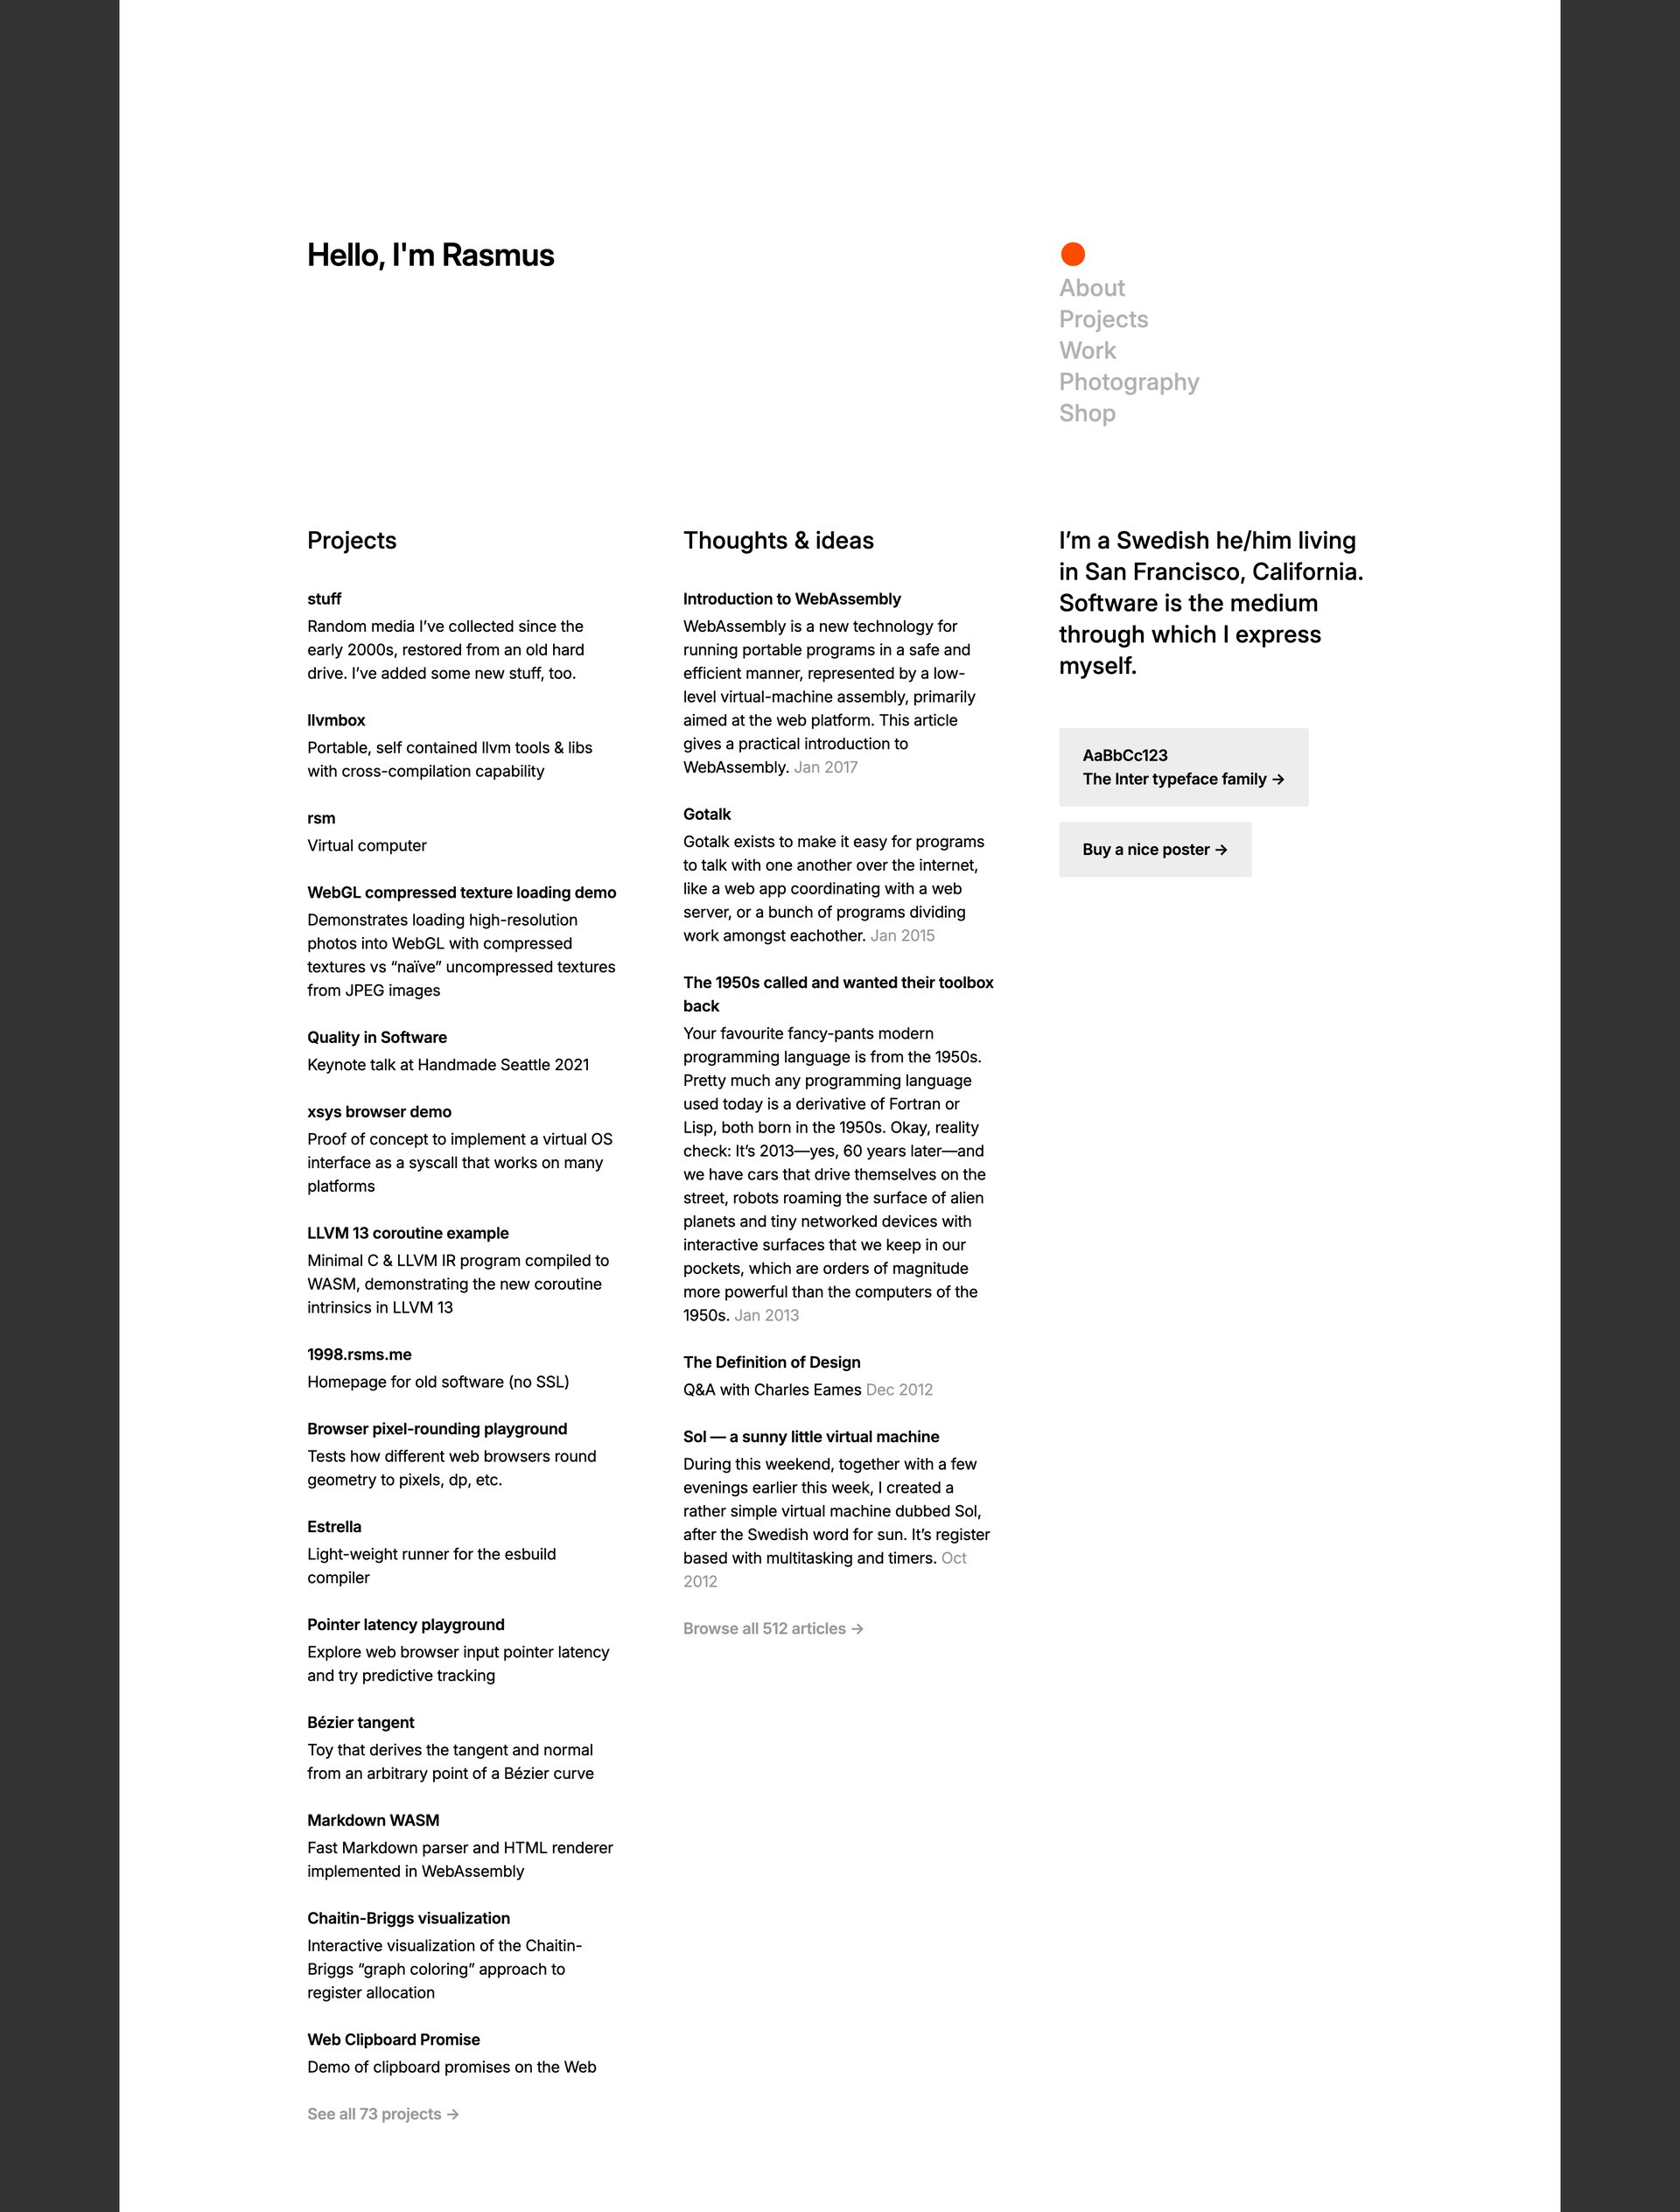 Hello, I'm Rasmus
About
Projects
Work
Photography
Shop
Projects
stuff
Random media I’ve collected since the
early 2000s, restored from an old hard
drive. I’ve added some new stuff, too.
llvmbox
Portable, self contained llvm tools & libs
with cross-compilation capability
rsm
Virtual computer
WebGL compressed texture loading demo
Demonstrates loading high-resolution
photos into WebGL with compressed
textures vs “naïve” uncompressed textures
from JPEG images
Quality in Software
Keynote talk at Handmade Seattle 2021
xsys browser demo
Proof of concept to implement a virtual OS
interface as a syscall that works on many
platforms
LLVM 13 coroutine example
Minimal C & LLVM IR program compiled to
WASM, demonstrating the new coroutine
intrinsics in LLVM 13
1998.rsms.me
Homepage for old software (no SSL)
Browser pixel-rounding playground
Tests how different web browsers round
geometry to pixels, dp, etc.
Estrella
Light-weight runner for the esbuild
compiler
Pointer latency playground
Explore web browser input pointer latency
and try predictive tracking
Bézier tangent
Toy that derives the tangent and normal
from an arbitrary point of a Bézier curve
Markdown WASM
Fast Markdown parser and HTML renderer
implemented in WebAssembly
Chaitin-Briggs visualization
Interactive visualization of the Chaitin-
Briggs “graph coloring” approach to
register allocation
Web Clipboard Promise
Demo of clipboard promises on the Web
See all 73 projects →
Thoughts & ideas
Introduction to WebAssembly
WebAssembly is a new technology for
running portable programs in a safe and
efficient manner, represented by a low-
level virtual-machine assembly, primarily
aimed at the web platform. This article
gives a practical introduction to
WebAssembly. Jan 2017
Gotalk
Gotalk exists to make it easy for programs
to talk with one another over the internet,
like a web app coordinating with a web
server, or a bunch of programs dividing
work amongst eachother. Jan 2015
The 1950s called and wanted their toolbox
back
Your favourite fancy-pants modern
programming language is from the 1950s.
Pretty much any programming language
used today is a derivative of Fortran or
Lisp, both born in the 1950s. Okay, reality
check: It’s 2013—yes, 60 years later—and
we have cars that drive themselves on the
street, robots roaming the surface of alien
planets and tiny networked devices with
interactive surfaces that we keep in our
pockets, which are orders of magnitude
more powerful than the computers of the
1950s. Jan 2013
The Definition of Design
Q&A with Charles Eames Dec 2012
Sol — a sunny little virtual machine
During this weekend, together with a few
evenings earlier this week, I created a
rather simple virtual machine dubbed Sol,
after the Swedish word for sun. It’s register
based with multitasking and timers. Oct
2012
Browse all 512 articles →
I’m a Swedish he/him living
in San Francisco, California.
Software is the medium
through which I express
myself.
AaBbCc123
The Inter typeface family →
Buy a nice poster →